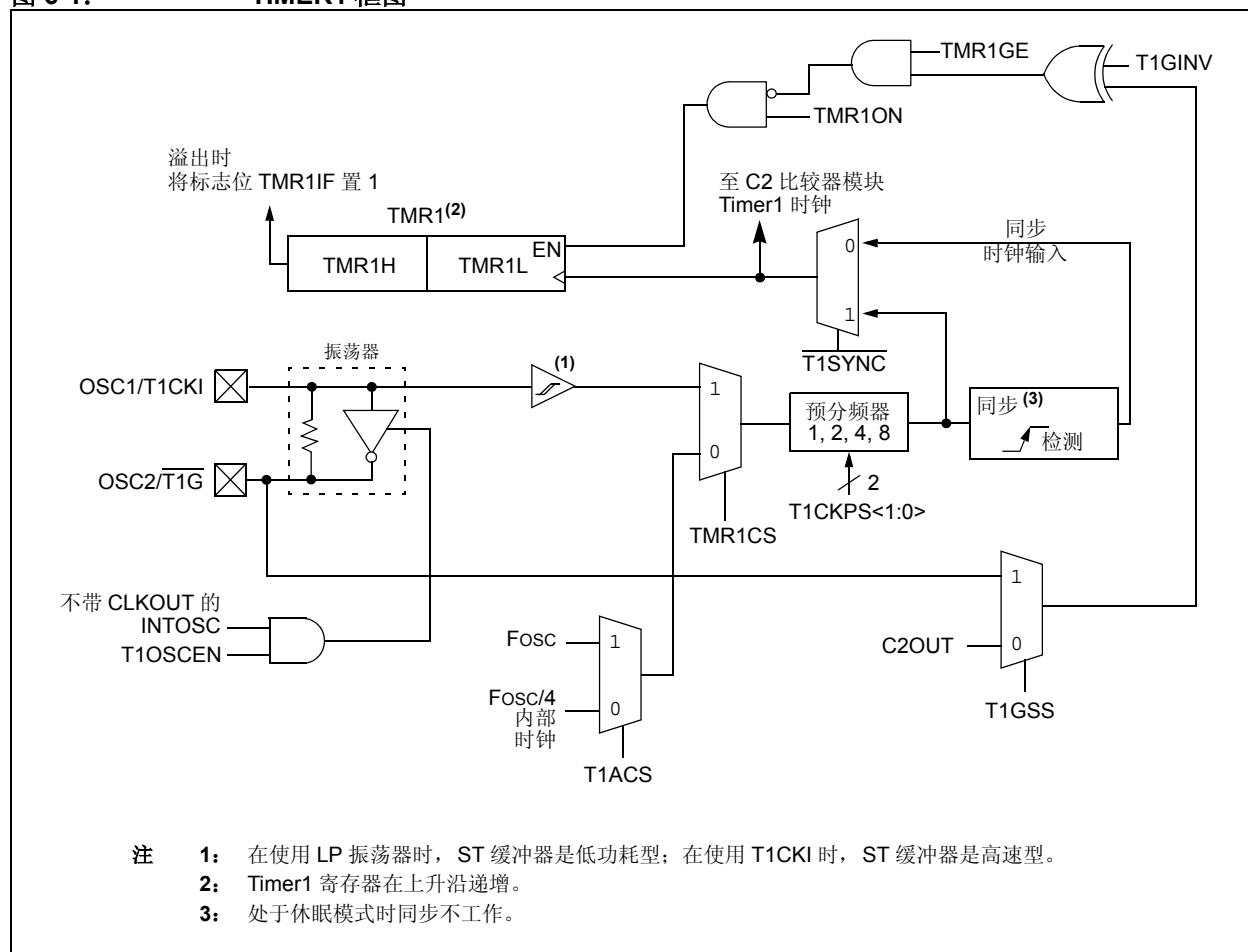 TMR1GE
T1GINV
TMR1ON
溢出时
将标志位 TMR1IF 置 1
至 C2 比较器模块
Timer1 时钟
TMR1(2)
EN
TMR1H
TMR1L
0
同步
时钟输入
1
T1SYNC
振荡器
(1)
OSC1/T1CKI
1
预分频器
1, 2, 4, 8
同步 (3)
检测
0
OSC2/T1G
2
T1CKPS<1:0>
TMR1CS
1
不带 CLKOUT 的
INTOSC
T1OSCEN
FOSC
1
C2OUT
0
FOSC/4
内部
时钟
0
T1GSS
T1ACS
注 1： 在使用 LP 振荡器时，ST 缓冲器是低功耗型；在使用 T1CKI 时，ST 缓冲器是高速型。
2： Timer1 寄存器在上升沿递增。
3： 处于休眠模式时同步不工作。